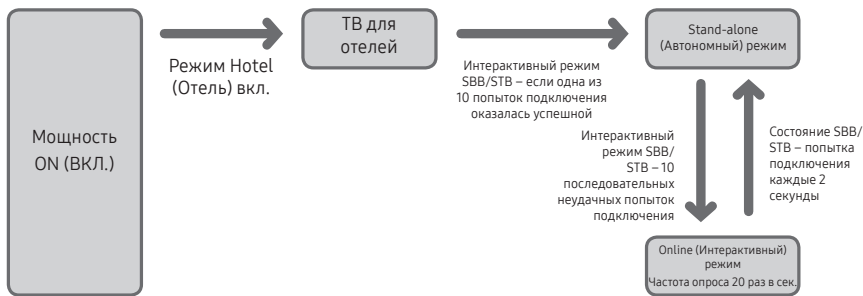 Мощность
ON (ВКЛ.)
Режим Hotel
(Отель) вкл.
ТВ для
отелей
Интерактивный режим
SBB/STB – если одна из
10 попыток подключения
оказалась успешной
Stand-alone
(Автономный) режим
Интерактивный
режим SBB/
STB – 10
последовательных
неудачных попыток
подключения
Состояние SBB/
STB – попытка
подключения
каждые 2
секунды
Online (Интерактивный)
режим
Частота опроса 20 раз в сек.